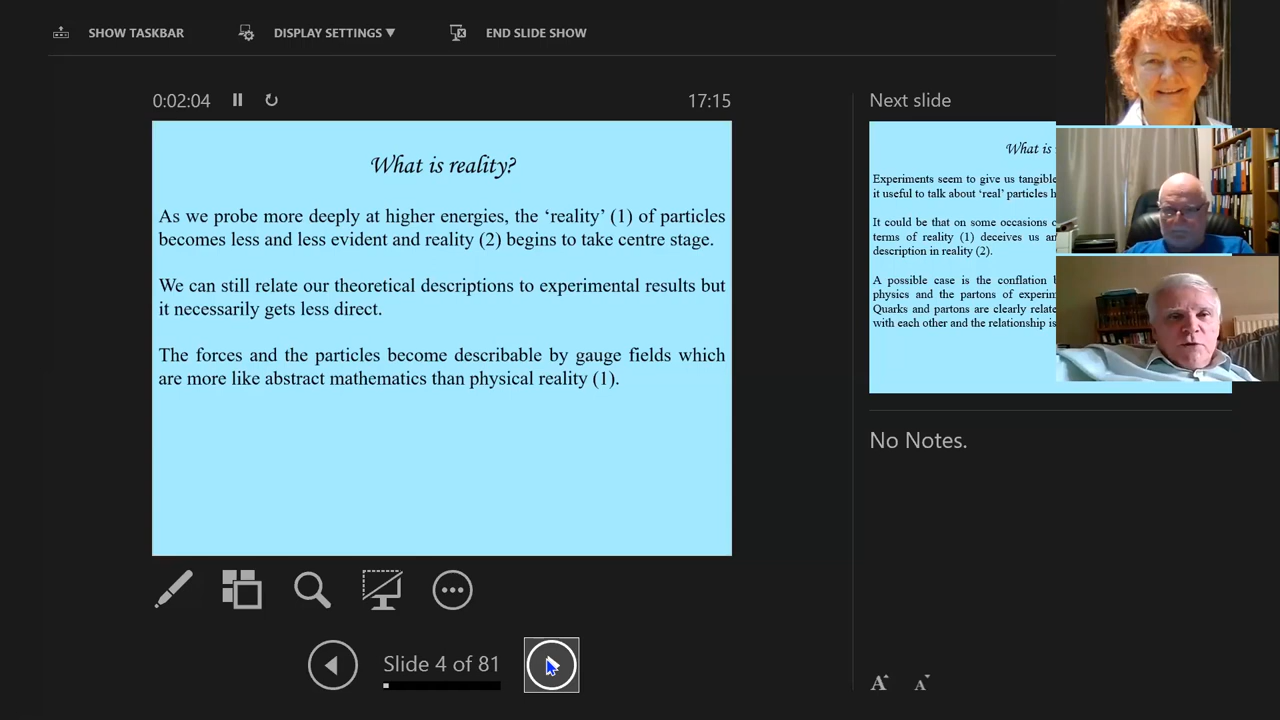 SHOW TASKBAR
DISPLAY SETTINGS ▼
END SLIDE SHOW
0:02:04
17:15
What is reality?
As we probe more deeply at higher energies, the ‘reality’ (1) of particles
becomes less and less evident and reality (2) begins to take centre stage.
We can still relate our theoretical descriptions to experimental results but
it necessarily gets less direct.
The forces and the particles become describable by gauge fields which
are more like abstract mathematics than physical reality (1).
Slide 4 of 81
Next slide
What is
Experiments seem to give us tangible
it useful to talk about ‘real’ particles
It could be that on some occasions
terms of reality (1) deceives us
description in reality (2).
A possible case is the conflation
physics and the partons of
Quarks and partons are clearly
with each other and the relationship is
No Notes.
A A